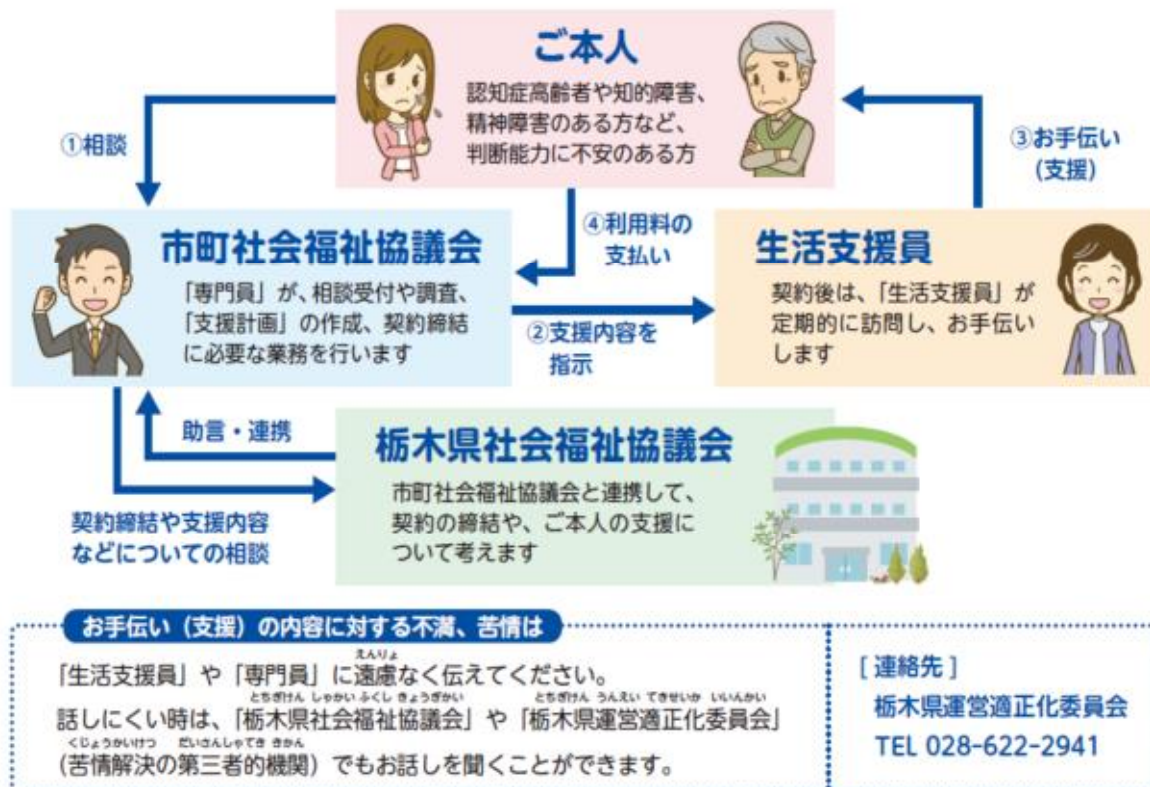 ご本人
認知症高齢者や知的障害、
精神障害のある方など、
判断能力に不安のある方
①相談
③お手伝い
(支援)
④利用料の
支払い
市町社会福祉協議会
「専門員」が、相談受付や調査、
「支援計画」の作成、契約締結
に必要な業務を行います
②支援内容を
指示
生活支援員
契約後は、「生活支援員」が
定期的に訪問し、お手伝い
します
助言・連携
契約締結や支援内容
などについての相談
栃木県社会福祉協議会
市町社会福祉協議会と連携して、
契約の締結や、ご本人の支援に
ついて考えます
お手伝い（支援）の内容に対する不満、苦情は
えんりょ
「生活支援員」や「専門員」に遠慮なく伝えてください。
とちぎけん しゃかい ふくし きょうぎかい とちぎけん うんえい てきせいか いいんかい
話しにくい時は、「栃木県社会福祉協議会」や「栃木県運営適正化委員会」
くじょうかいけつ だいさんしゃてき きかん
（苦情解決の第三者的機関）でもお話しを聞くことができます。
[ 連絡先 ]
栃木県運営適正化委員会
TEL 028-622-2941